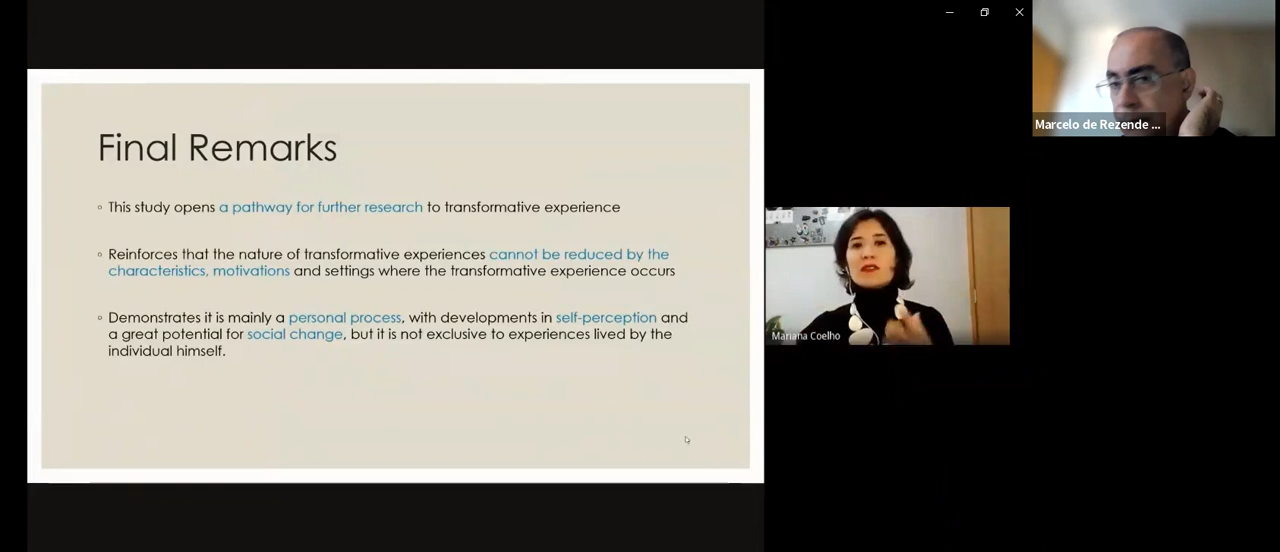 Final Remarks
◦ This study opens a pathway for further research to transformative experience
◦ Reinforces that the nature of transformative experiences cannot be reduced by the
characteristics, motivations and settings where the transformative experience occurs
◦ Demonstrates it is mainly a personal process, with developments in self-perception and
a great potential for social change, but it is not exclusive to experiences lived by the
individual himself.
Marcelo de Rezende ...
Mariana Coelho